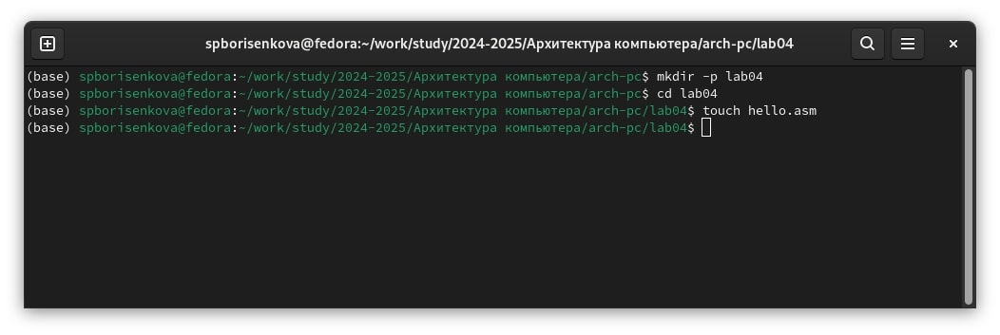 spborisenkova@fedora:~/work/study/2024-2025/Архитектура компьютера/arch-pc/lab04
(base) spborisenkova@fedora:~/work/study/2024-2025/Архитектура компьютера/arch-pc$ mkdir -p lab04
(base) spborisenkova@fedora:~/work/study/2024-2025/Архитектура компьютера/arch-pc$ cd lab04
(base) spborisenkova@fedora:~/work/study/2024-2025/Архитектура компьютера/arch-pc/lab04$ touch hello.asm
(base) spborisenkova@fedora:~/work/study/2024-2025/Архитектура компьютера/arch-pc/lab04$